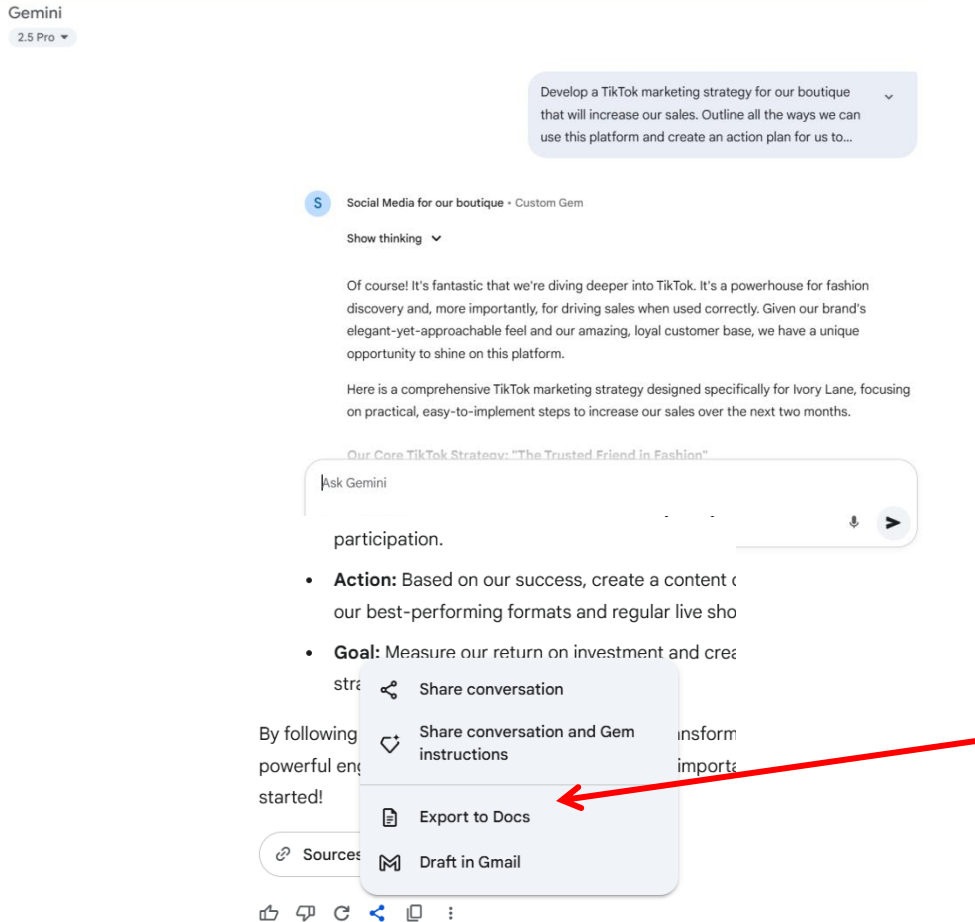 Gemini
2.5 Pro
Develop a TikTok marketing strategy for our boutique
that will increase our sales. Outline all the ways we can
use this platform and create an action plan for us to...
S Social Media for our boutique • Custom Gem
Show thinking
Of course! It's fantastic that we're diving deeper into TikTok. It's a powerhouse for fashion
discovery and, more importantly, for driving sales when used correctly. Given our brand's
elegant-yet-approachable feel and our amazing, loyal customer base, we have a unique
opportunity to shine on this platform.
Here is a comprehensive TikTok marketing strategy designed specifically for Ivory Lane, focusing
on practical, easy-to-implement steps to increase our sales over the next two months.
Our Core TikTok Strategy: "The Trusted Friend in Fashion"
Ask Gemini
participation.
• Action: Based on our success, create a content
our best-performing formats and regular live sho
• Goal: Measure our return on investment and crea
stra
Share conversation
Share conversation and Gem
instructions
By following nsform
powerful eng importa
started!
Export to Docs
Sources
Draft in Gmail